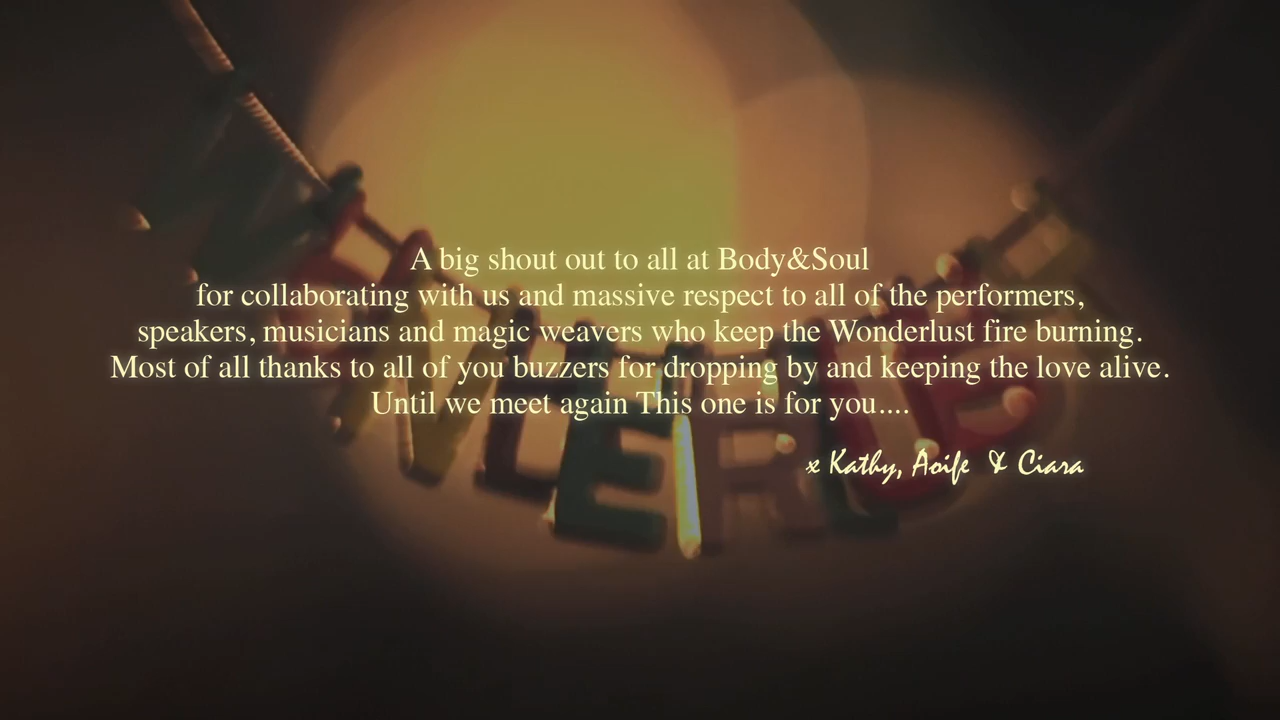 A big shout out to all at Body&Soul
for collaborating with us and massive respect to all of the performers,
speakers, musicians and magic weavers who keep the Wonderlust fire burning.
Most of all thanks to all of you buzzers for dropping by and keeping the love alive.
Until we meet again This one is for you....
x Kathy, Aoife & Ciara